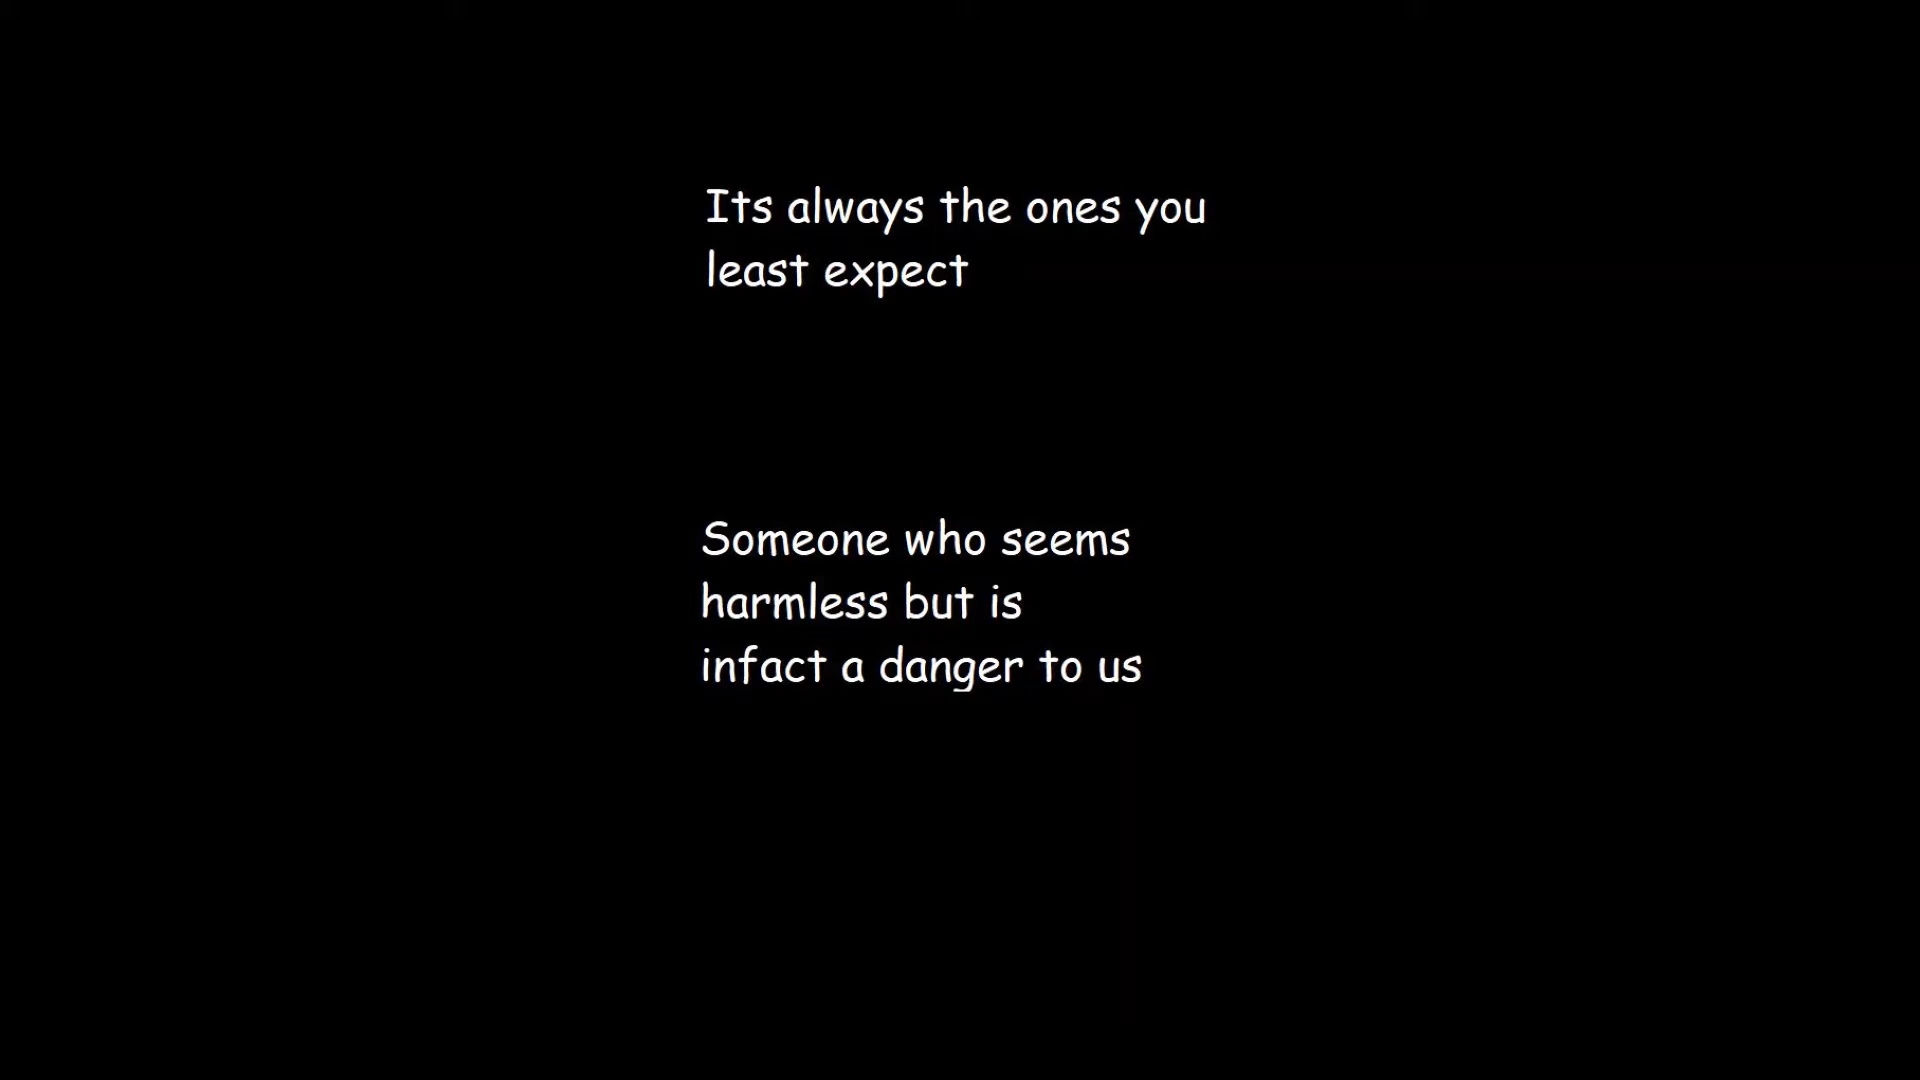 Its always the ones you
least expect
Someone who seems
harmless but is
infact a danger to us